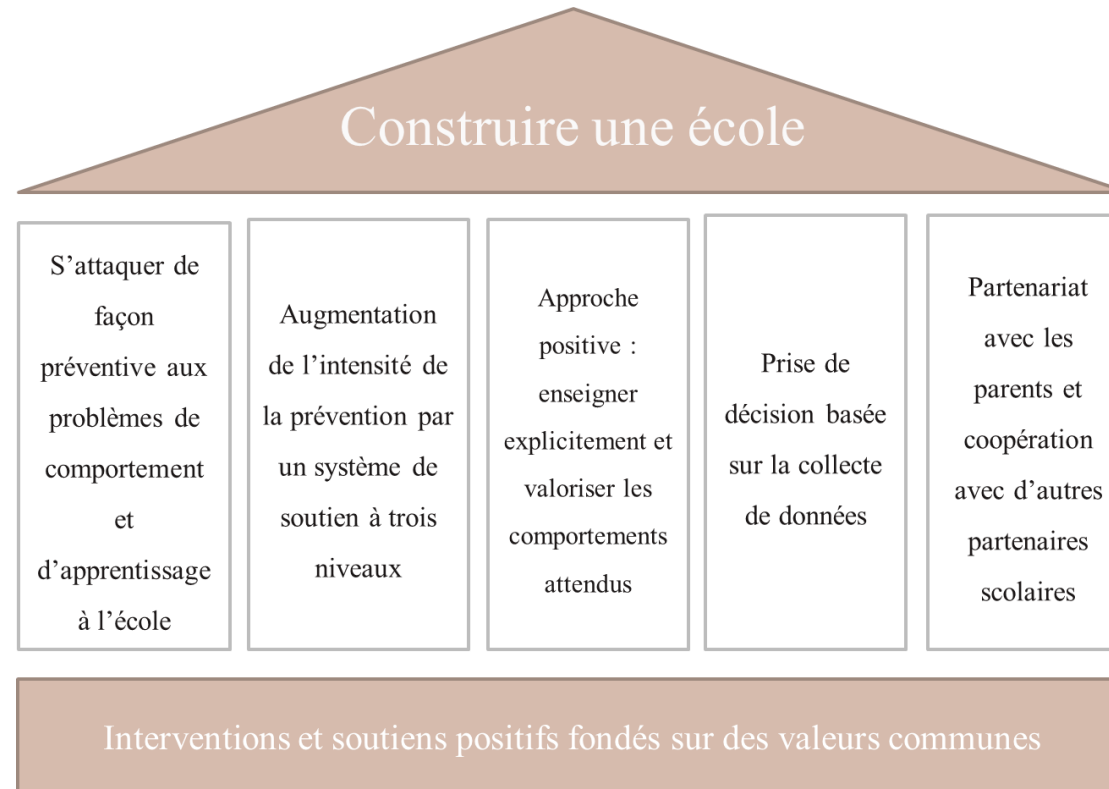 Construire une école
S’attaquer de
façon
préventive aux
problèmes de
comportement
et
d’apprentissage
à l’école
Augmentation
de l’intensité de
la prévention par
un système de
soutien à trois
niveaux
Approche
positive :
enseigner
explicitement et
valoriser les
comportements
attendus
Prise de
décision basée
sur la collecte
de données
Partenariat
avec les
parents et
coopération
avec d’autres
partenaires
scolaires
Interventions et soutiens positifs fondés sur des valeurs communes